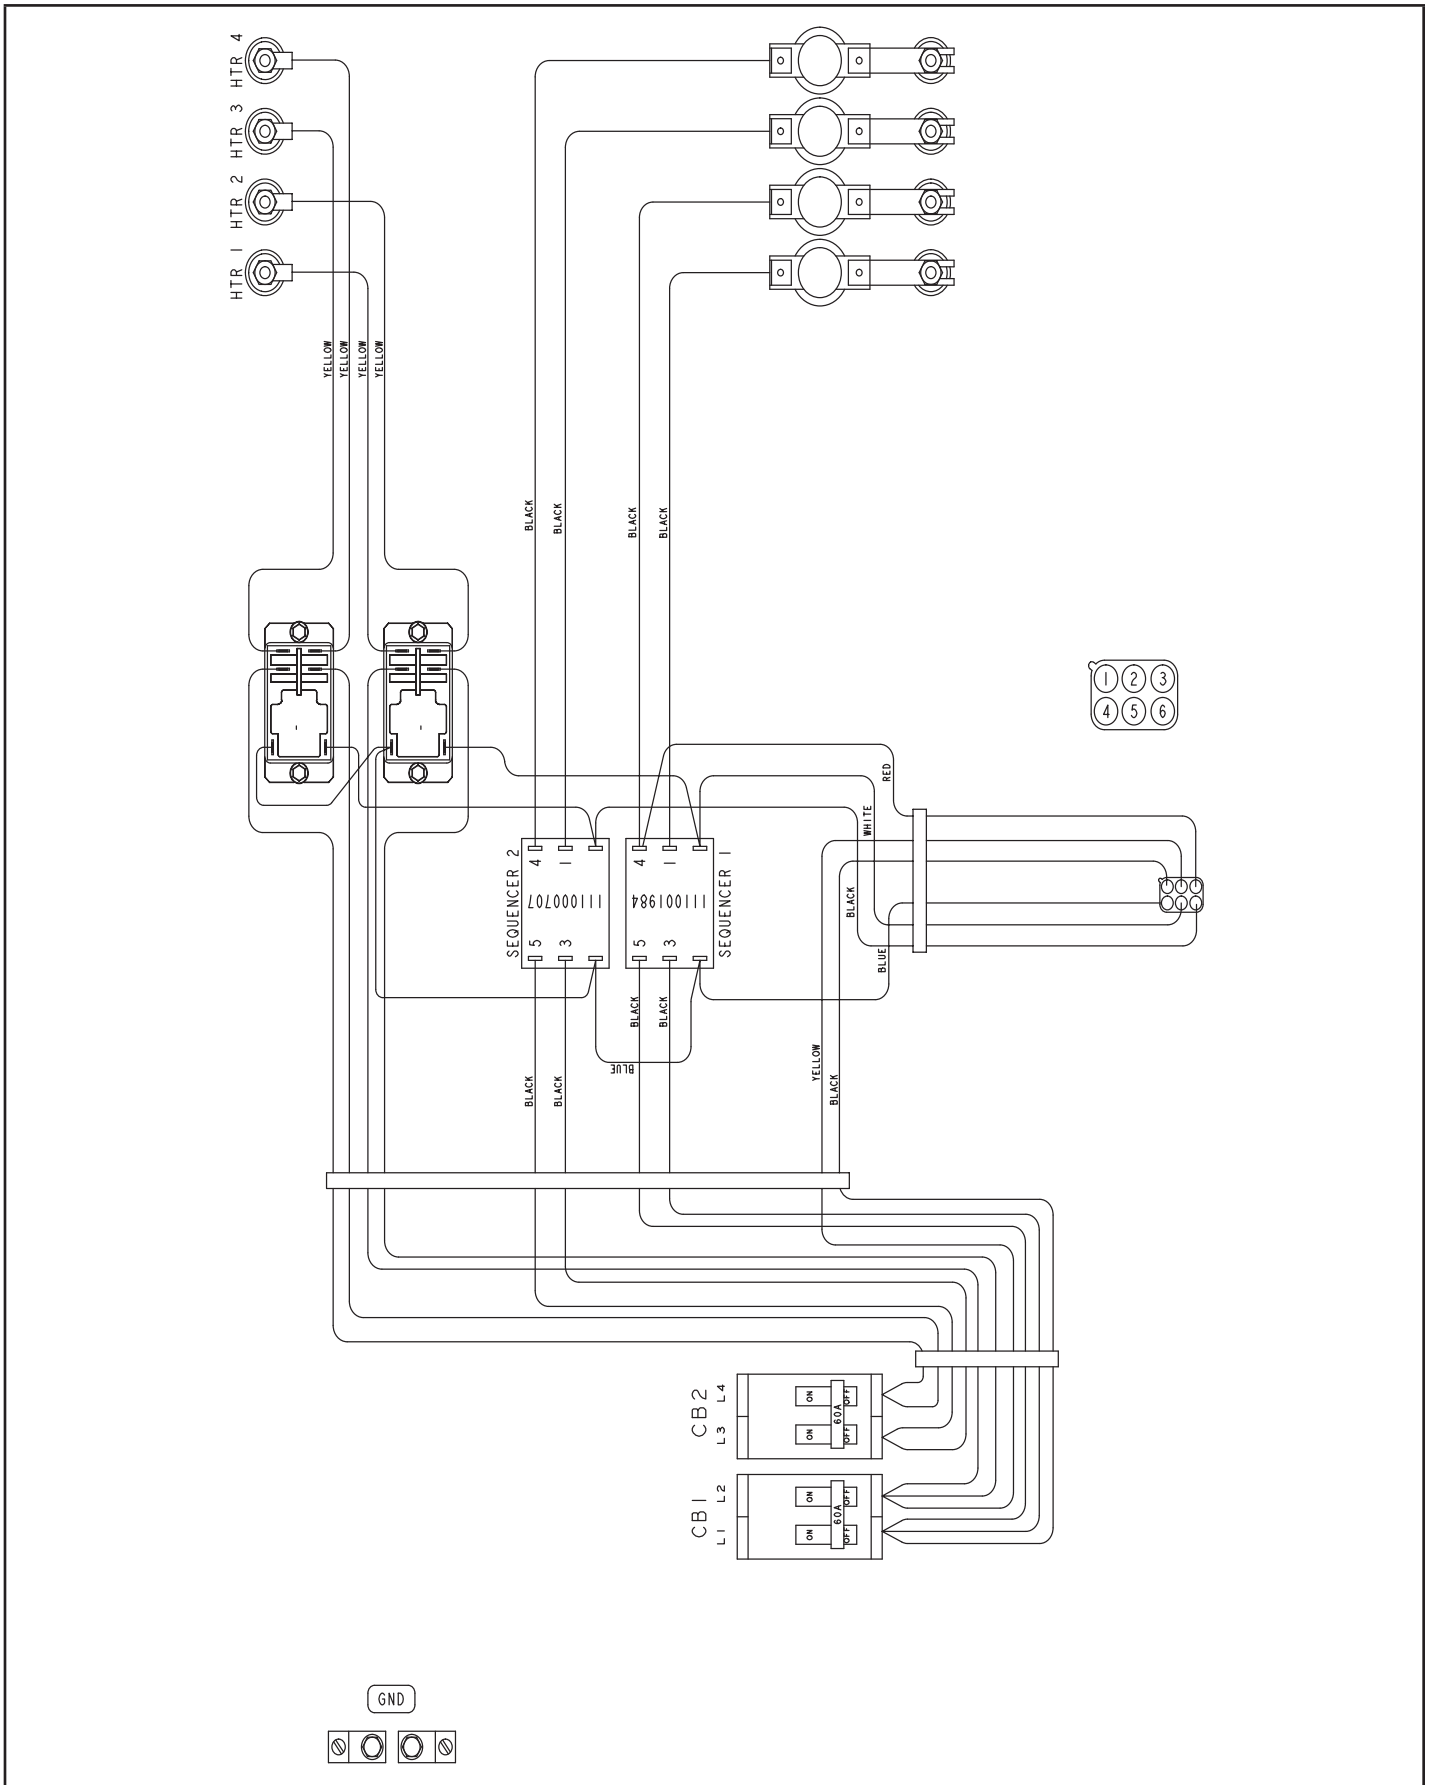 HTR 4
HTR 3
HTR 2
HTR 1
YELLOW
YELLOW
YELLOW
YELLOW
BLACK
BLACK
BLACK
BLACK
1 2 3
4 5 6
RED
WHITE
BLACK
BLUE
SEQUENCER 2
4 1
11000707
5 3
4 1
111001984
5 3
SEQUENCER 1
BLACK
BLACK
BLUE
BLACK
BLACK
YELLOW
BLACK
CB2
L4
L3
ON
OFF
60A
ON
OFF
CB1
L2
L1
ON
OFF
60A
ON
OFF
GND